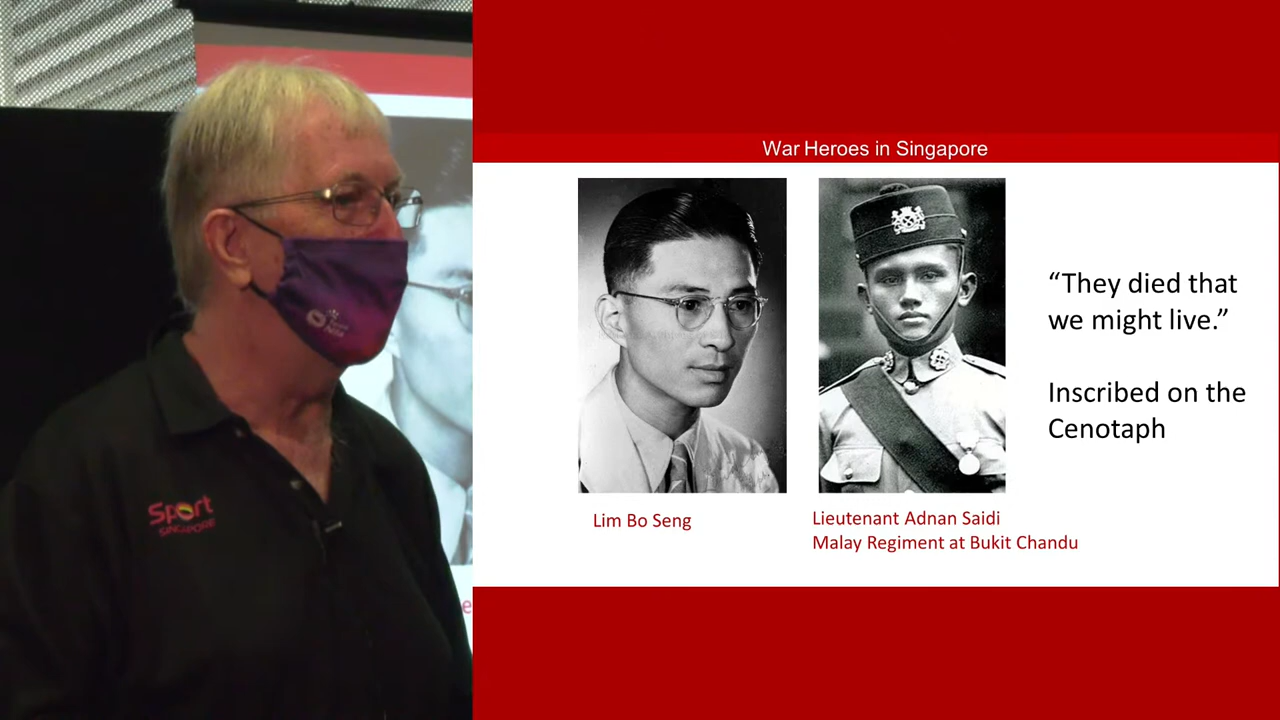 Sport
SINGAPORE
War Heroes in Singapore
“They died that
we might live.”
Inscribed on the
Cenotaph
Lim Bo Seng
Lieutenant Adnan Saidi
Malay Regiment at Bukit Chandu